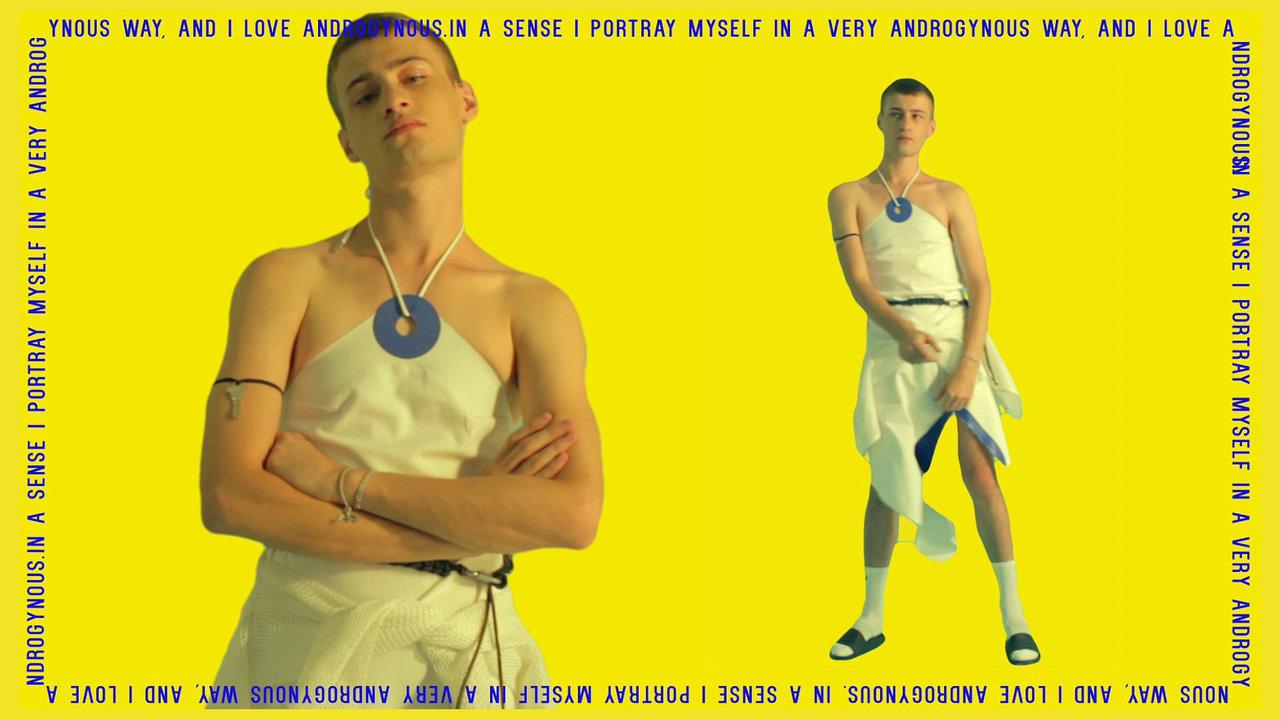 YNOUS WAY, AND I LOVE ANDROGYNOUS.IN A SENSE I PORTRAY MYSELF IN A VERY ANDROGYNOUS WAY, AND I LOVE A
NDROGYNOUS.IN A SENSE I PORTRAY MYSELF IN A VERY ANDROGY
NOUS WAY, AND I LOVE ANDROGYNOUS. IN A SENSE I PORTRAY MYSELF IN A VERY ANDROGYNOUS WAY, AND I LOVE A
NDROGYNOUS.IN A SENSE I PORTRAY MYSELF IN A VERY ANDROG